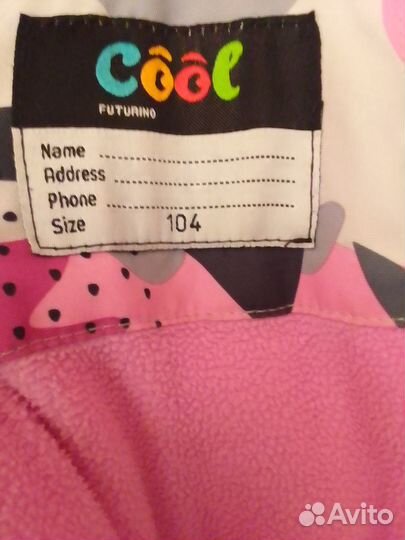 Côôl
FUTURINO
Name
Address
Phone
Size 104
Avito